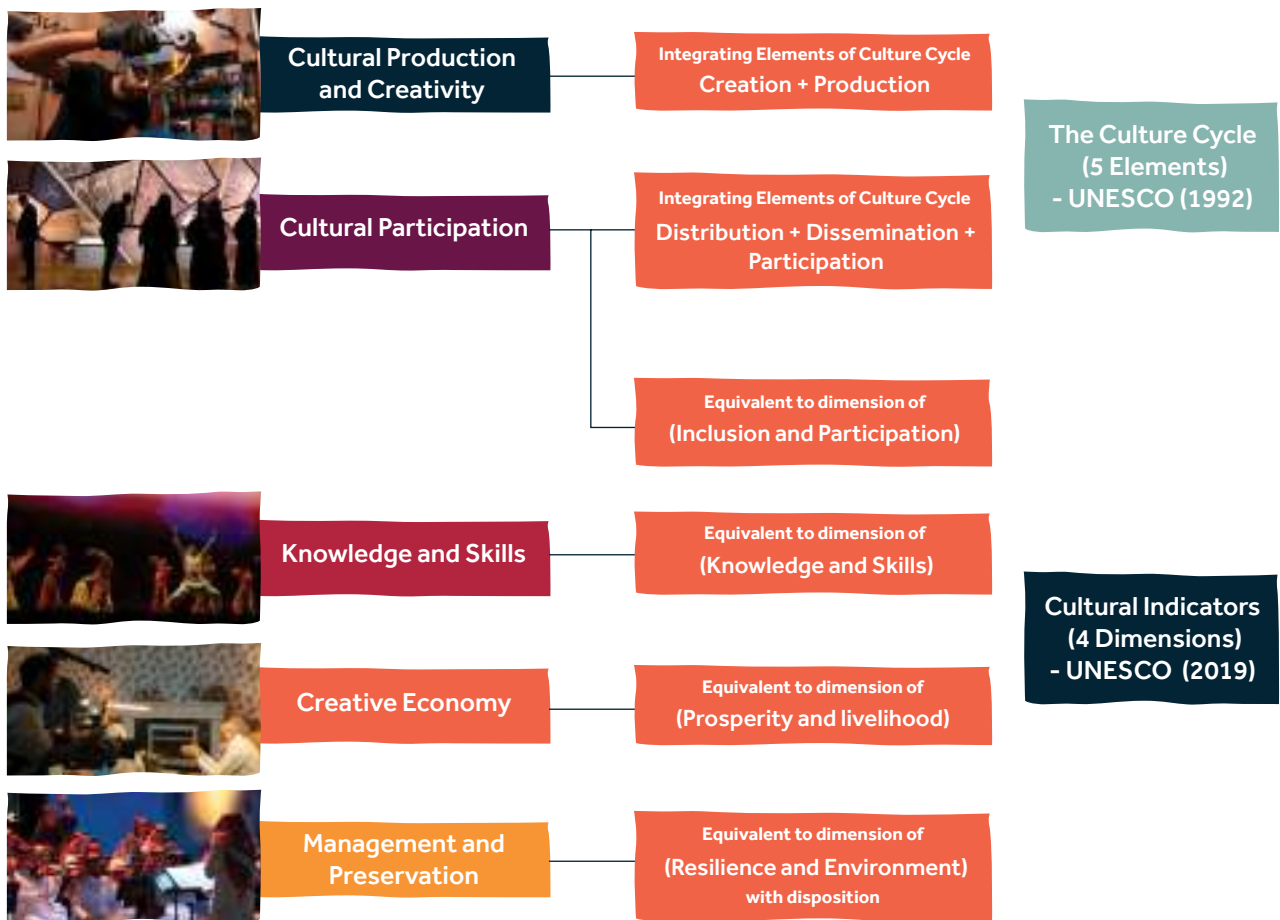 Cultural Production
and Creativity
Integrating Elements of Culture Cycle
Creation + Production
The Culture Cycle
(5 Elements)
- UNESCO (1992)
Cultural Participation
Integrating Elements of Culture Cycle
Distribution + Dissemination +
Participation
Equivalent to dimension of
(Inclusion and Participation)
Knowledge and Skills
Equivalent to dimension of
(Knowledge and Skills)
Cultural Indicators
(4 Dimensions)
- UNESCO (2019)
Creative Economy
Equivalent to dimension of
(Prosperity and livelihood)
Management and
Preservation
Equivalent to dimension of
(Resilience and Environment)
with disposition